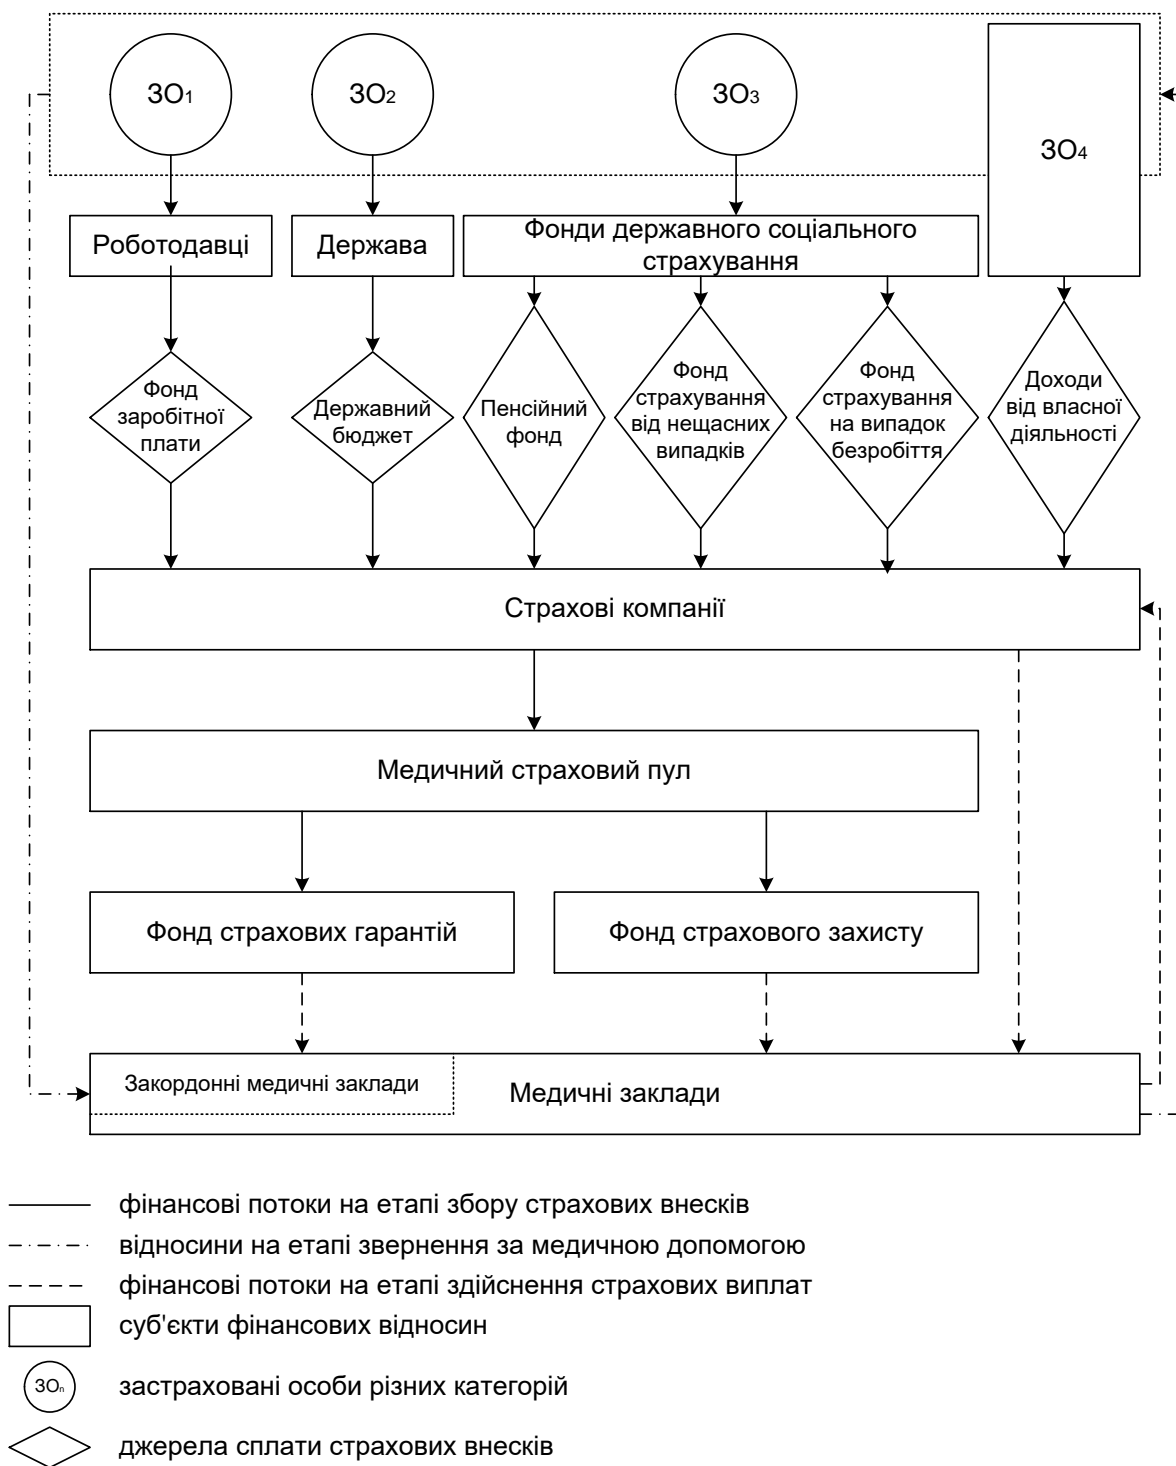 ЗО1
ЗО2
ЗО3
ЗО4
Роботодавці
Держава
Фонди державного соціального
страхування
Фонд
заробітної
плати
Державний
бюджет
Пенсійний
фонд
Фонд
страхування
від нещасних
випадків
Фонд
страхування
на випадок
безробіття
Доходи
від власної
діяльності
Страхові компанії
Медичний страховий пул
Фонд страхових гарантій
Фонд страхового захисту
Закордонні медичні заклади
Медичні заклади
фінансові потоки на етапі збору страхових внесків
відносини на етапі звернення за медичною допомогою
фінансові потоки на етапі здійснення страхових виплат
суб'єкти фінансових відносин
ЗОn
застраховані особи різних категорій
джерела сплати страхових внесків